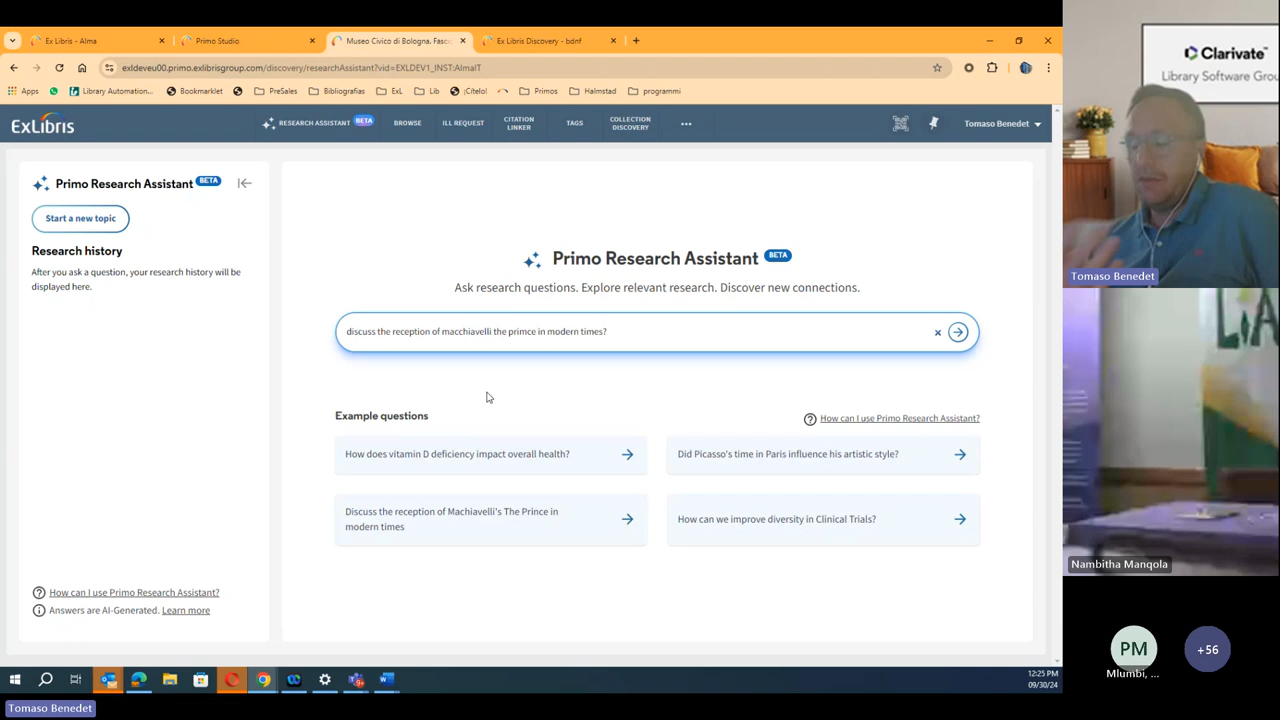 Ex Libris - Alma
Primo Studio
Museo Civico di Bologna, Fasci
Ex Libris Discovery - bdnf
exldeveu00.primo.exlibrisgroup.com/discovery/researchAssistant?vid=EXLDEV1_INST:AlmaIT
Apps
Library Automation...
Bookmarklet
PreSales
Bibliografias
ExL
Lib
¡Cítelo!
Primos
Halmstad
programmi
ExLibris
RESEARCH ASSISTANT BETA
BROWSE
ILL REQUEST
CITATION
LINKER
TAGS
COLLECTION
DISCOVERY
Tomaso Benedet
Primo Research Assistant BETA
Start a new topic
Research history
After you ask a question, your research history will be
displayed here.
How can I use Primo Research Assistant?
Answers are AI-Generated. Learn more
Primo Research Assistant BETA
Ask research questions. Explore relevant research. Discover new connections.
discuss the reception of macchiavelli the primce in modern times?
Example questions
How can I use Primo Research Assistant?
How does vitamin D deficiency impact overall health?
Did Picasso's time in Paris influence his artistic style?
Discuss the reception of Machiavelli's The Prince in
modern times
How can we improve diversity in Clinical Trials?
12:25 PM
09/30/24
Tomaso Benedet
Clarivate™
Library Software Grou
Tomaso Benedet
Nambitha Manqola
PM
Mlumbi, ...
+56